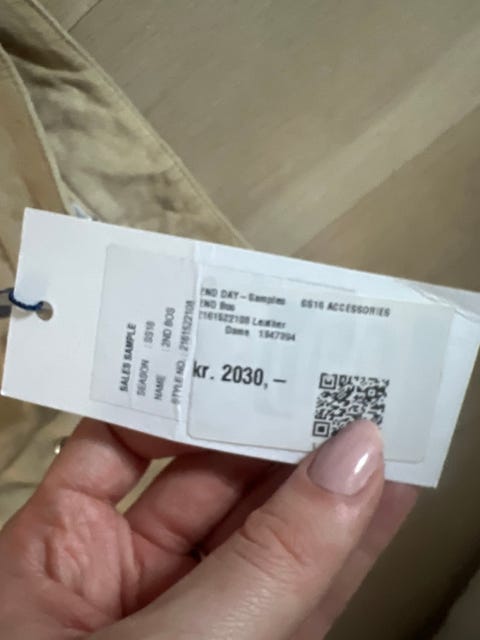 SALES SAMPLE
SEASON : SS16
NAME : 2ND BOS
STYLE NO.: 2161522108
2ND DAY - Samples SS16 ACCESSORIES
2ND Bos
2161522108 Leather
Dame 1847394
kr. 2030,-